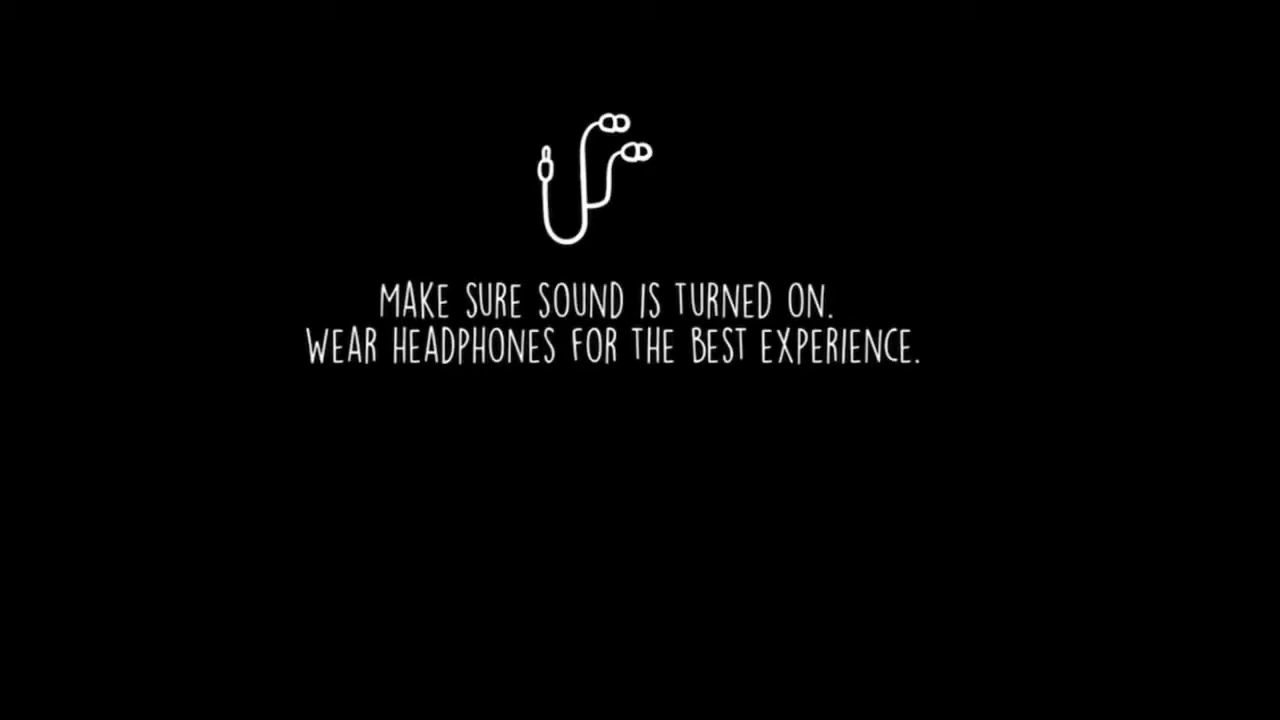 MAKE SURE SOUND IS TURNED ON.
WEAR HEADPHONES FOR THE BEST EXPERIENCE.